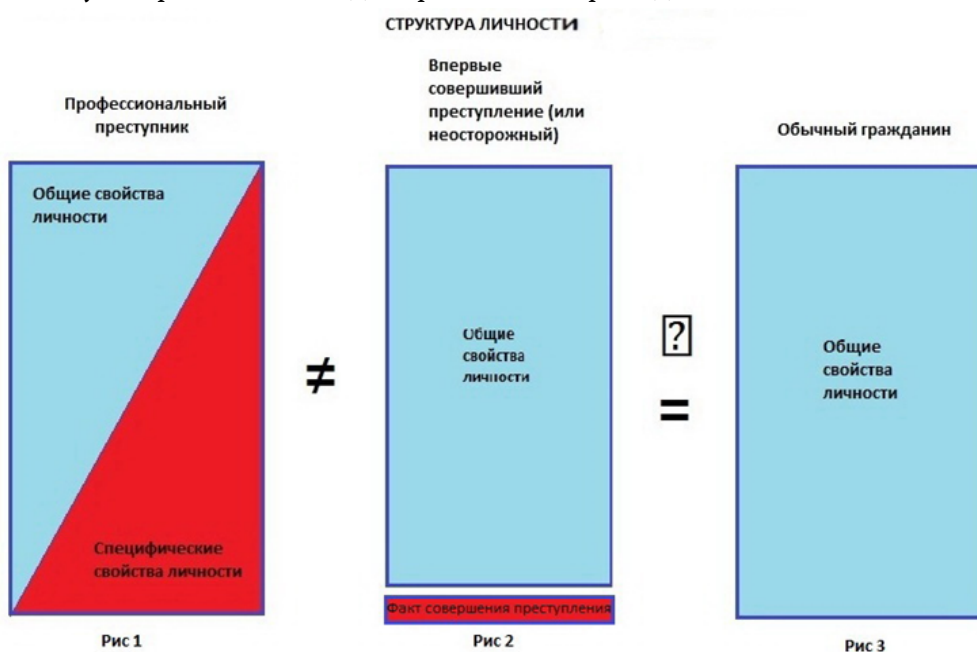 СТРУКТУРА ЛИЧНОСТИ
Профессиональный
преступник
Общие свойства
личности
Специфические
свойства личности
Рис 1
≠
Впервые
совершивший
преступление (или
неосторожный)
Общие
свойства
личности
Факт совершения преступления
Рис 2
?
=
Обычный гражданин
Общие
свойства
личности
Рис 3